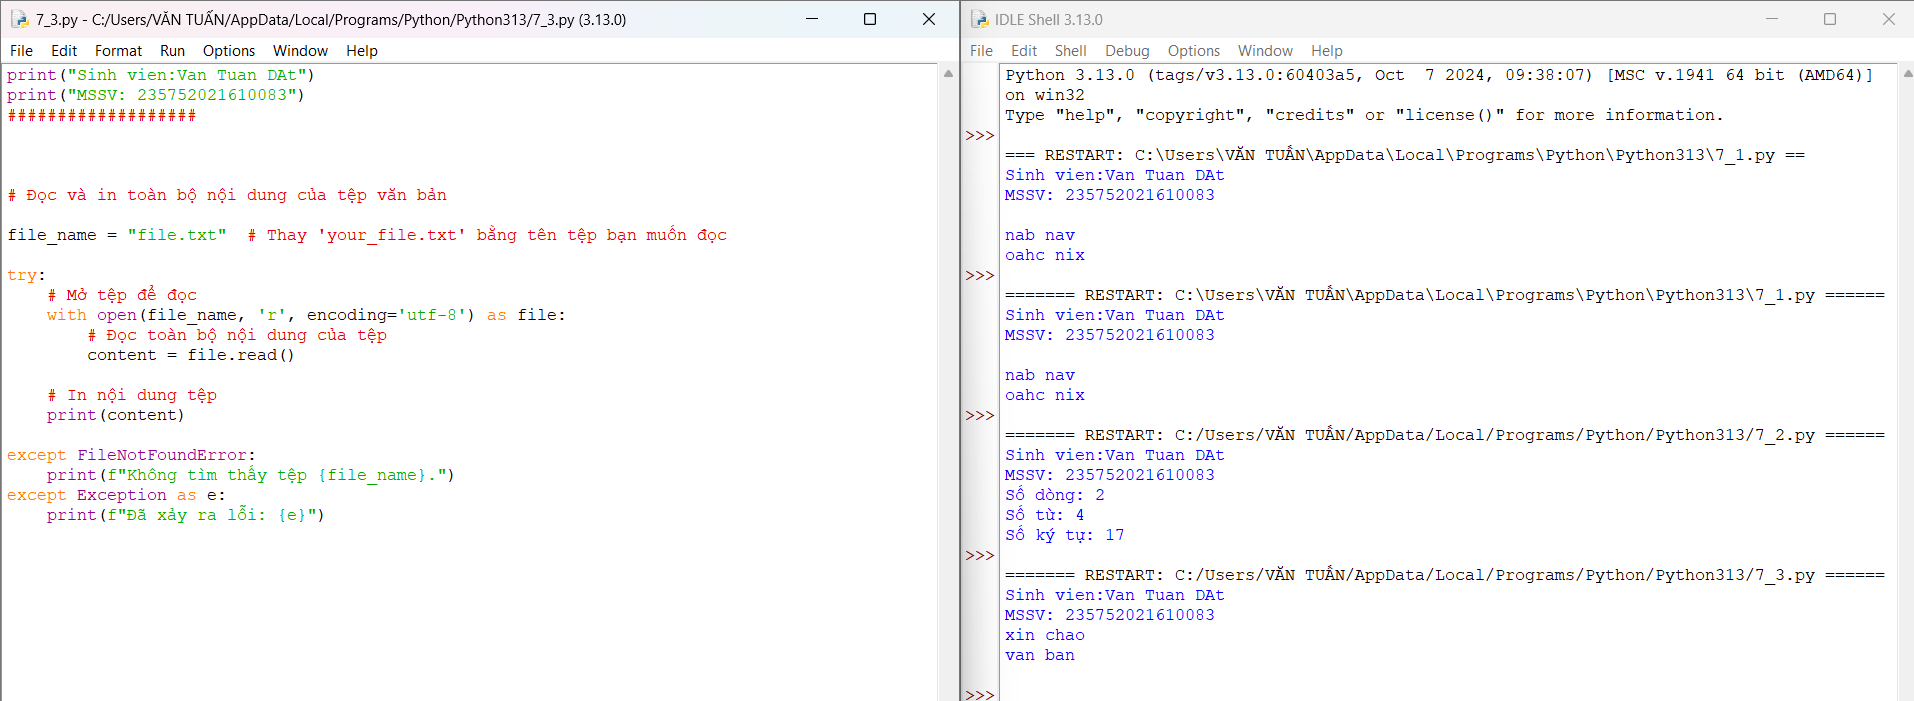 7_3.py - C:/Users/VĂN TUẤN/AppData/Local/Programs/Python/Python313/7_3.py (3.13.0)
File Edit Format Run Options Window Help
print("Sinh vien:Van Tuan DAt")
print("MSSV: 235752021610083")
###################
# Đọc và in toàn bộ nội dung của tệp văn bản
file_name = "file.txt"  # Thay 'your_file.txt' bằng tên tệp bạn muốn đọc
try:
    # Mở tệp để đọc
    with open(file_name, 'r', encoding='utf-8') as file:
        # Đọc toàn bộ nội dung của tệp
        content = file.read()
    # In nội dung tệp
    print(content)
except FileNotFoundError:
    print(f"Không tìm thấy tệp {file_name}.")
except Exception as e:
    print(f"Đã xảy ra lỗi: {e}")
IDLE Shell 3.13.0
File Edit Shell Debug Options Window Help
Python 3.13.0 (tags/v3.13.0:60403a5, Oct  7 2024, 09:38:07) [MSC v.1941 64 bit (AMD64)]
on win32
Type "help", "copyright", "credits" or "license()" for more information.
>>>
=== RESTART: C:\Users\VĂN TUẤN\AppData\Local\Programs\Python\Python313\7_1.py ==
Sinh vien:Van Tuan DAt
MSSV: 235752021610083
nab nav
oahc nix
>>>
======= RESTART: C:\Users\VĂN TUẤN\AppData\Local\Programs\Python\Python313\7_1.py ======
Sinh vien:Van Tuan DAt
MSSV: 235752021610083
nab nav
oahc nix
>>>
======= RESTART: C:/Users/VĂN TUẤN/AppData/Local/Programs/Python/Python313/7_2.py ======
Sinh vien:Van Tuan DAt
MSSV: 235752021610083
Số dòng: 2
Số từ: 4
Số ký tự: 17
>>>
======= RESTART: C:/Users/VĂN TUẤN/AppData/Local/Programs/Python/Python313/7_3.py ======
Sinh vien:Van Tuan DAt
MSSV: 235752021610083
xin chao
van ban
>>>